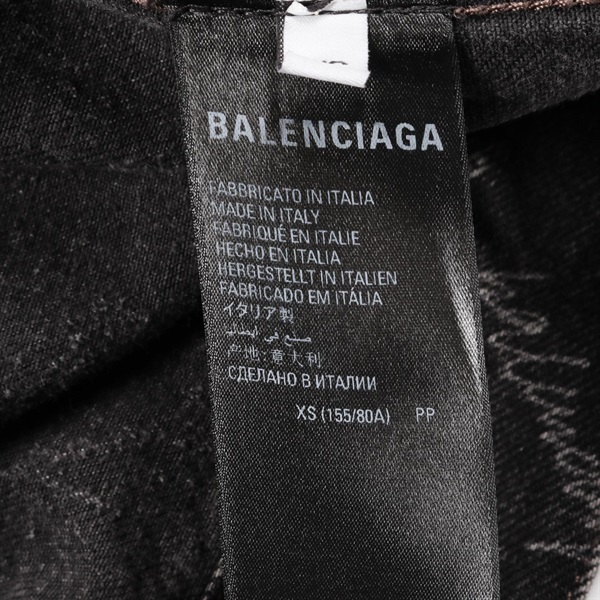 BALENCIAGA
FABBRICATO IN ITALIA
MADE IN ITALY
FABRIQUÉ EN ITALIE
HECHO EN ITALIA
HERGESTELLT IN ITALIEN
FABRICADO EM ITÁLIA
イタリア製
صنع في ايطاليا
产地:意大利
СДЕЛАНО В ИТАЛИИ
XS (155/80A) PP